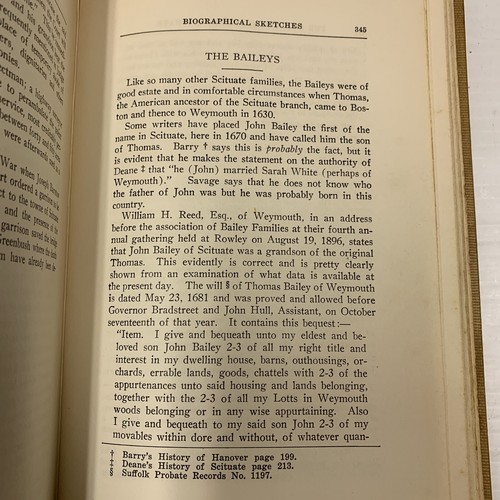 BIOGRAPHICAL SKETCHES 345
THE BAILEYS
Like so many other Scituate families, the Baileys were of
good estate and in comfortable circumstances when Thomas,
the American ancestor of the Scituate branch, came to Bos-
ton and thence to Weymouth in 1630.
Some writers have placed John Bailey the first of the
name in Scituate, here in 1670 and have called him the son
of Thomas. Barry † says this is probably the fact, but it
is evident that he makes the statement on the authority of
Deane ‡ that "he (John) married Sarah White (perhaps of
Weymouth)." Savage says that he does not know who
the father of John was but he was probably born in this
country.
William H. Reed, Esq., of Weymouth, in an address
before the association of Bailey Families at their fourth an-
nual gathering held at Rowley on August 19, 1896, states
that John Bailey of Scituate was a grandson of the original
Thomas. This evidently is correct and is pretty clearly
shown from an examination of what data is available at
the present day. The will § of Thomas Bailey of Weymouth
is dated May 23, 1681 and was proved and allowed before
Governor Bradstreet and John Hull, Assistant, on October
seventeenth of that year. It contains this bequest:—
"Item. I give and bequeath unto my eldest and be-
loved son John Bailey 2-3 of all my right title and
interest in my dwelling house, barns, outhousings, or-
chards, errable lands, goods, chattels with 2-3 of the
appurtenances unto said housing and lands belonging,
together with the 2-3 of all my Lotts in Weymouth
woods belonging or in any wise appurtaining. Also
I give and bequeath to my said son John 2-3 of my
movables within dore and without, of whatever quan-
† Barry's History of Hanover page 199.
‡ Deane's History of Scituate page 213.
§ Suffolk Probate Records No. 1197.